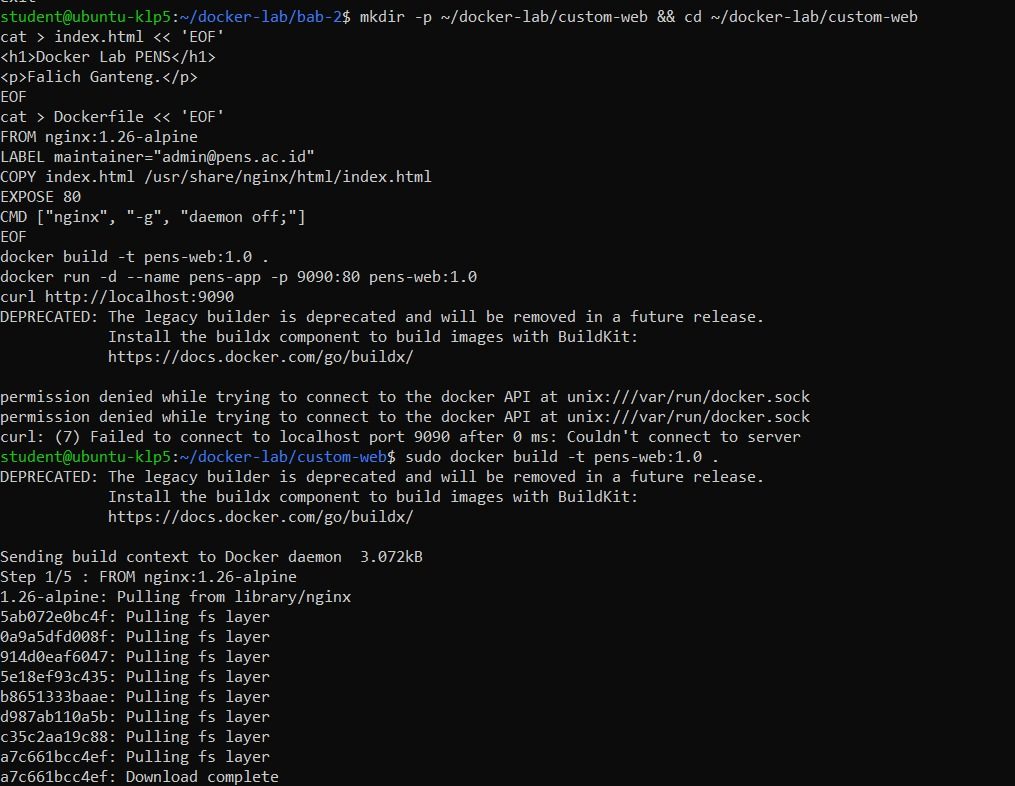 exit
student@ubuntu-klp5:~/docker-lab/bab-2$ mkdir -p ~/docker-lab/custom-web && cd ~/docker-lab/custom-web
cat > index.html << 'EOF'
<h1>Docker Lab PENS</h1>
<p>Falich Ganteng.</p>
EOF
cat > Dockerfile << 'EOF'
FROM nginx:1.26-alpine
LABEL maintainer="admin@pens.ac.id"
COPY index.html /usr/share/nginx/html/index.html
EXPOSE 80
CMD ["nginx", "-g", "daemon off;"]
EOF
docker build -t pens-web:1.0 .
docker run -d --name pens-app -p 9090:80 pens-web:1.0
curl http://localhost:9090
DEPRECATED: The legacy builder is deprecated and will be removed in a future release.
            Install the buildx component to build images with BuildKit:
            https://docs.docker.com/go/buildx/

permission denied while trying to connect to the docker API at unix:///var/run/docker.sock
permission denied while trying to connect to the docker API at unix:///var/run/docker.sock
curl: (7) Failed to connect to localhost port 9090 after 0 ms: Couldn't connect to server
student@ubuntu-klp5:~/docker-lab/custom-web$ sudo docker build -t pens-web:1.0 .
DEPRECATED: The legacy builder is deprecated and will be removed in a future release.
            Install the buildx component to build images with BuildKit:
            https://docs.docker.com/go/buildx/

Sending build context to Docker daemon  3.072kB
Step 1/5 : FROM nginx:1.26-alpine
1.26-alpine: Pulling from library/nginx
5ab072e0bc4f: Pulling fs layer
0a9a5dfd008f: Pulling fs layer
914d0eaf6047: Pulling fs layer
5e18ef93c435: Pulling fs layer
b8651333baae: Pulling fs layer
d987ab110a5b: Pulling fs layer
c35c2aa19c88: Pulling fs layer
a7c661bcc4ef: Pulling fs layer
a7c661bcc4ef: Download complete